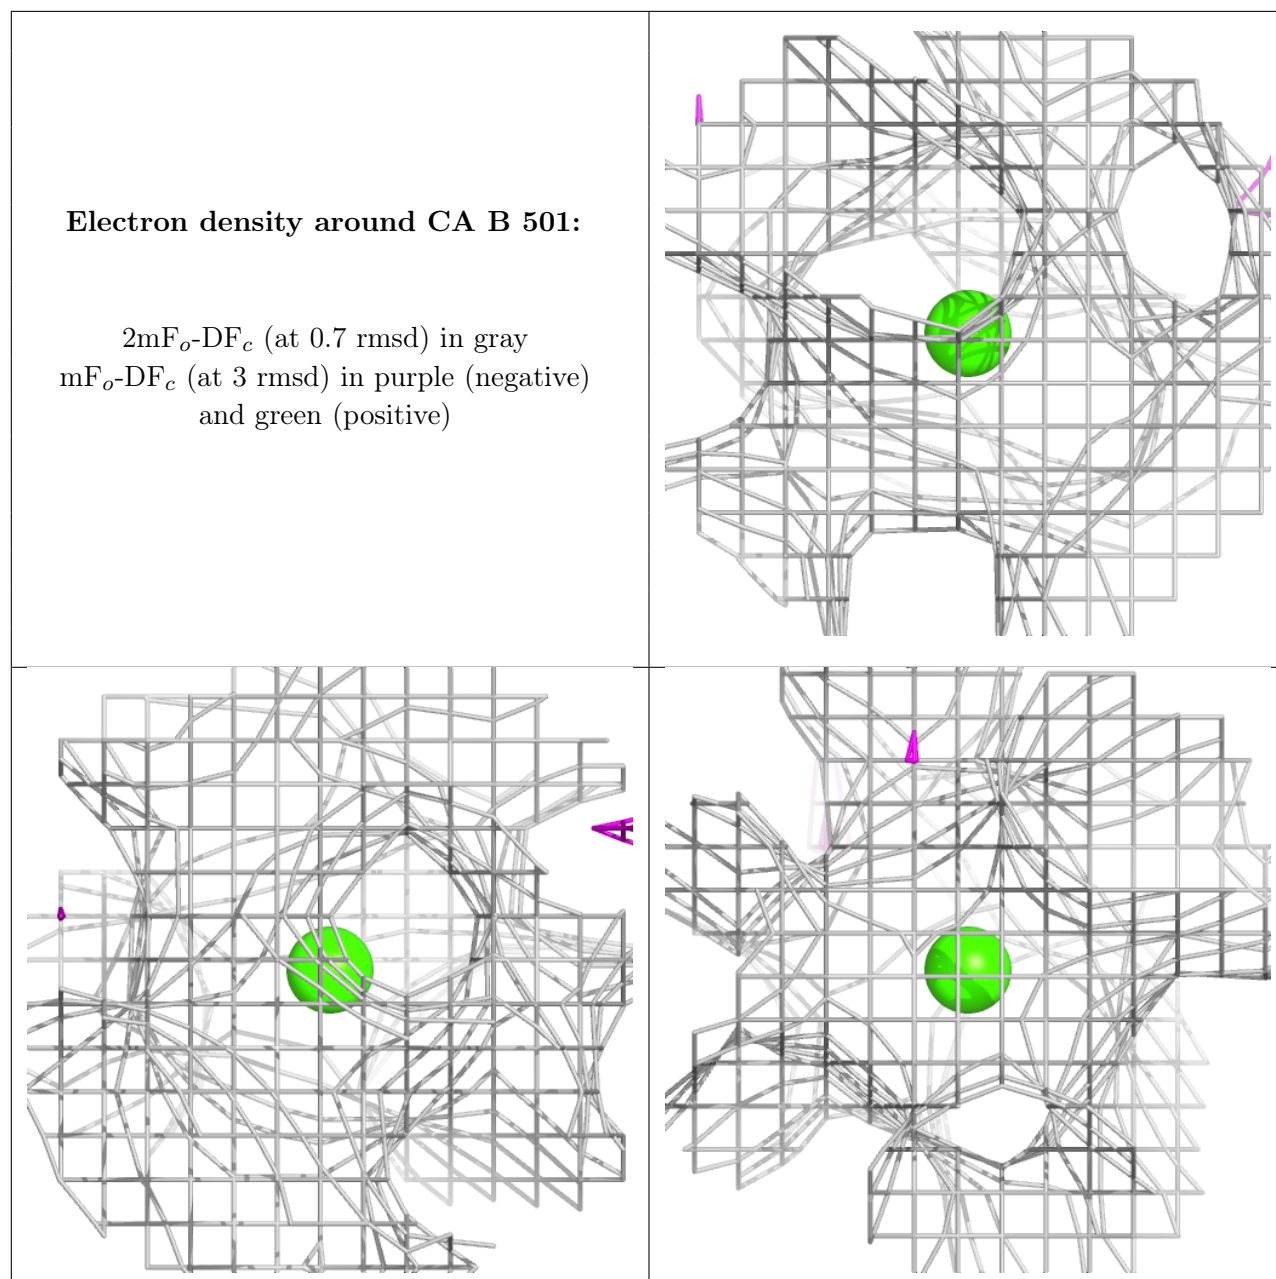 Electron density around CA B 501:
2mFo-DFc (at 0.7 rmsd) in gray
mFo-DFc (at 3 rmsd) in purple (negative)
and green (positive)